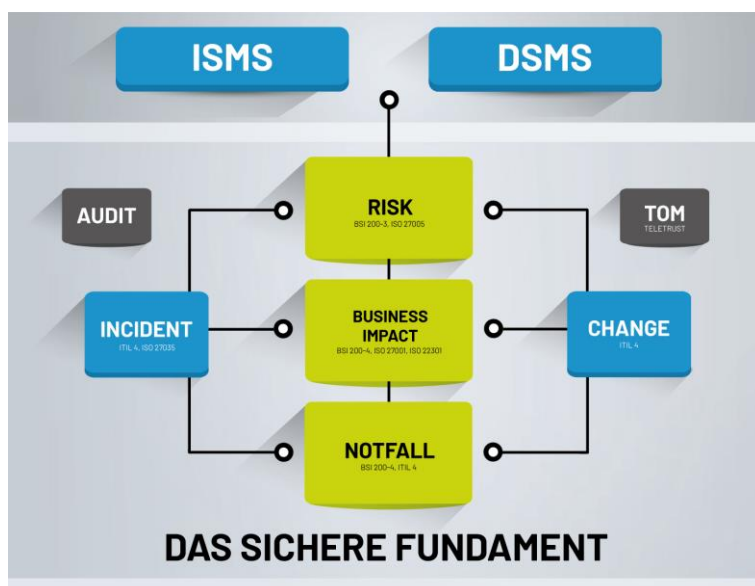 ISMS
DSMS
RISK
BSI 200-3, ISO 27005
AUDIT
TOM
TELETRUST
INCIDENT
ITIL 4, ISO 27035
BUSINESS
IMPACT
BSI 200-4, ISO 27001, ISO 22301
CHANGE
ITIL 4
NOTFALL
BSI 200-4, ITIL 4
DAS SICHERE FUNDAMENT